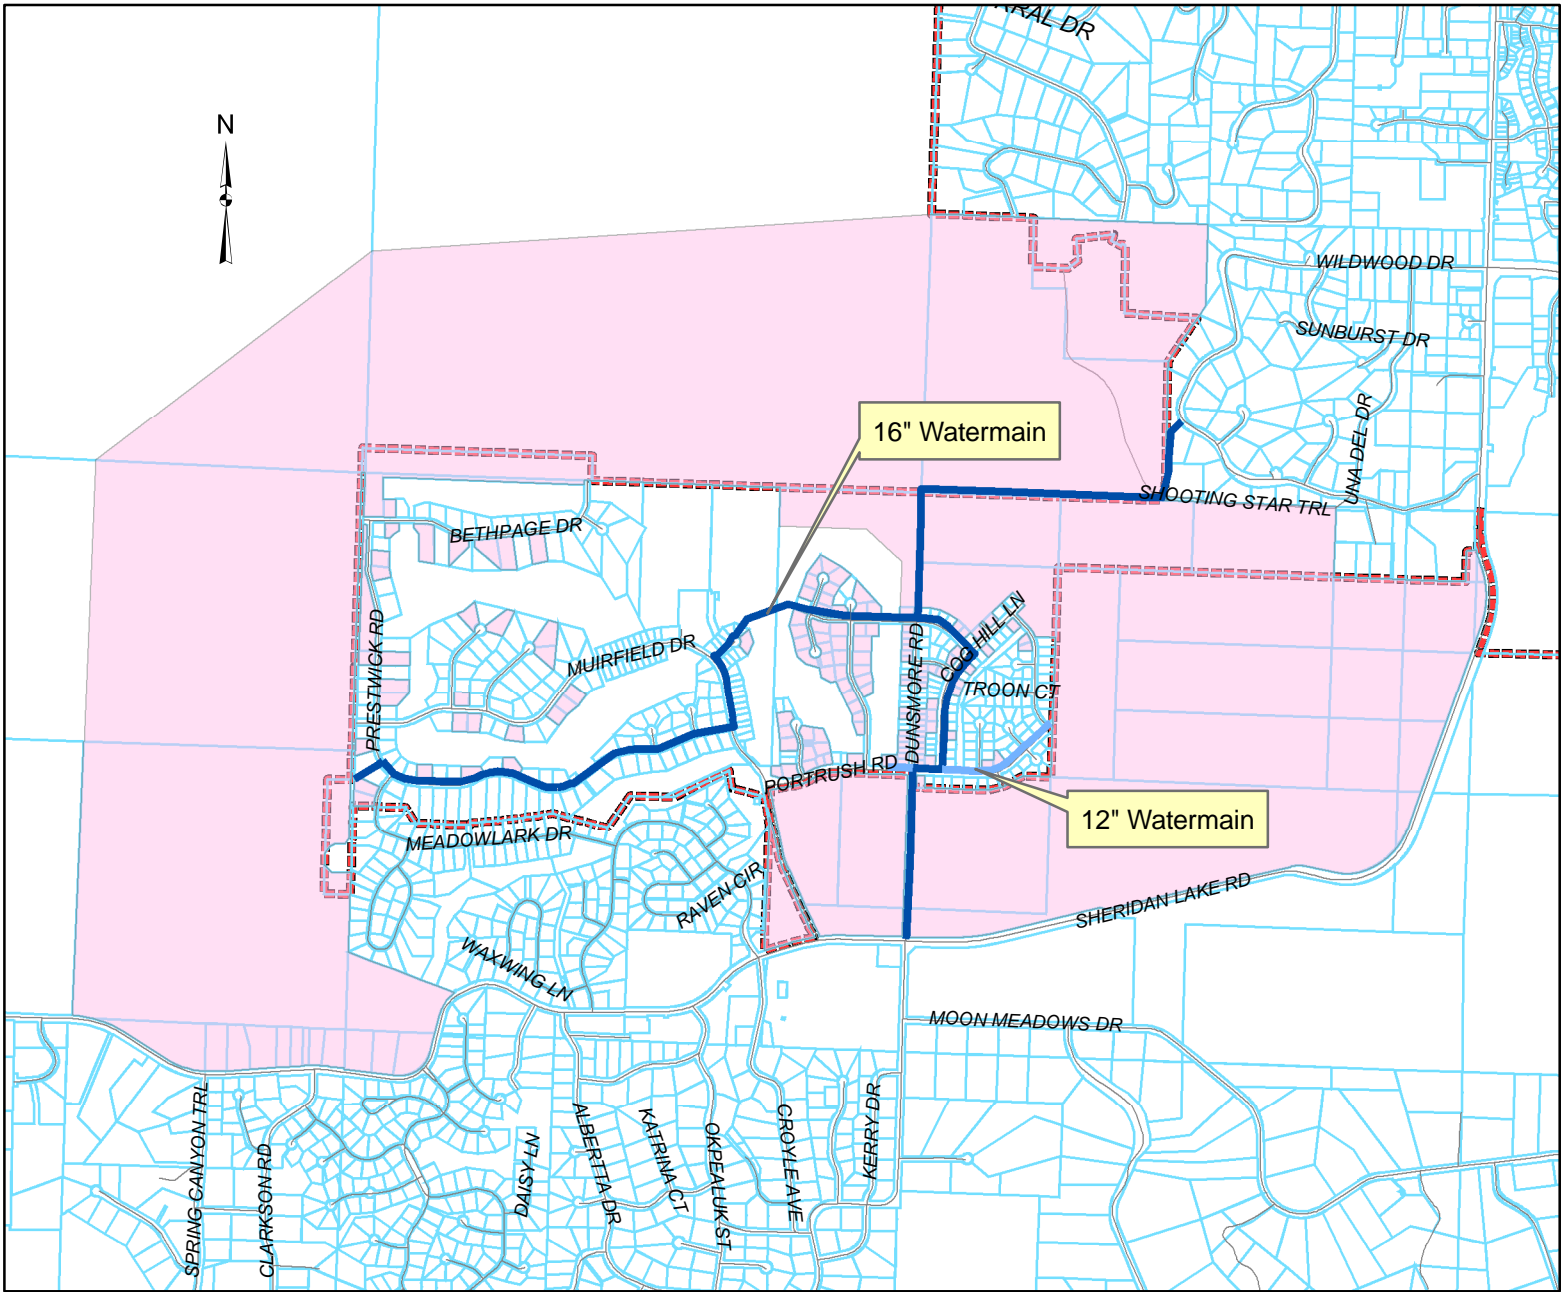 RRAL DR
N
WILDWOOD DR
SUNBURST DR
UNA DEL DR
16" Watermain
SHOOTING STAR TRL
BETHPAGE DR
PRESTWICK RD
MUIRFIELD DR
DUNSMORE RD
COG HILL LN
TROON CT
PORTRUSH RD
12" Watermain
MEADOWLARK DR
RAVEN CIR
SHERIDAN LAKE RD
WAXWING LN
MOON MEADOWS DR
SPRING CANYON TRL
CLARKSON RD
DAISY LN
ALBERTTA DR
KATRINA CT
OKPEALUK ST
CROYLE AVE
KERRY DR